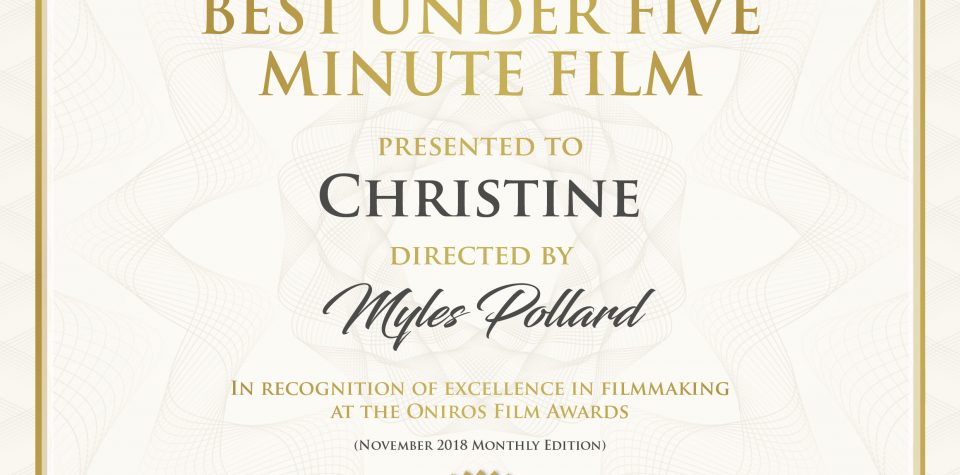 BEST UNDER FIVE
MINUTE FILM
PRESENTED TO
CHRISTINE
DIRECTED BY
Myles Pollard
IN RECOGNITION OF EXCELLENCE IN FILMMAKING
AT THE ONIROS FILM AWARDS
(NOVEMBER 2018 MONTHLY EDITION)